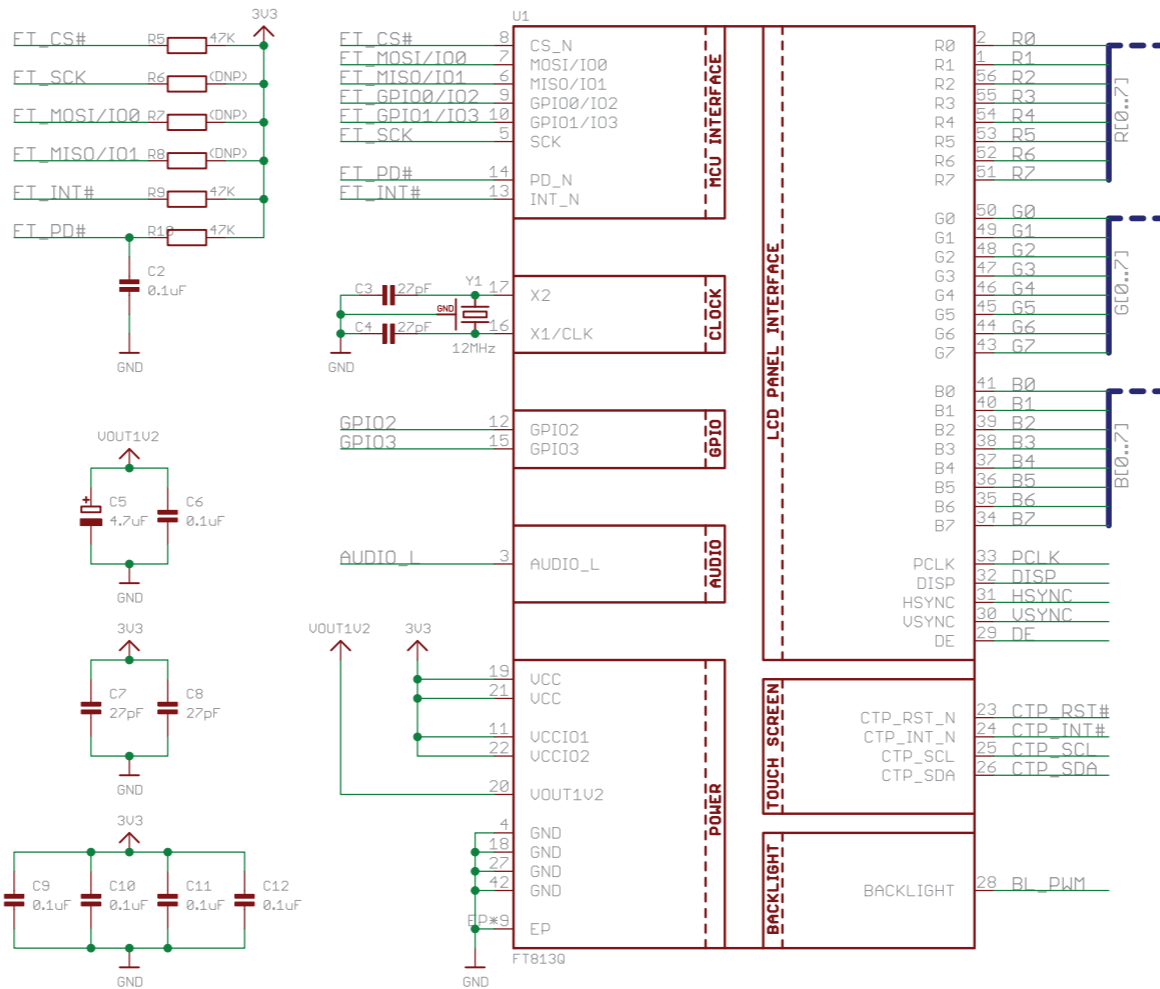 3V3
FT_CS# R5 47K
FT_SCK R6 (DNP)
FT_MOSI/IO0 R7 (DNP)
FT_MISO/IO1 R8 (DNP)
FT_INT# R9 47K
FT_PD# R10 47K
C2
0.1uF
GND
VOUT1V2
+
C5
4.7uF
C6
0.1uF
GND
3V3
C7
27pF
C8
27pF
GND
3V3
C9
0.1uF
C10
0.1uF
C11
0.1uF
C12
0.1uF
GND
U1
FT_CS# 8 CS_N
FT_MOSI/IO0 7 MOSI/IO0
FT_MISO/IO1 6 MISO/IO1
FT_GPIO0/IO2 9 GPIO0/IO2
FT_GPIO1/IO3 10 GPIO1/IO3
FT_SCK 5 SCK
FT_PD# 14 PD_N
FT_INT# 13 INT_N
MCU INTERFACE
C3 27pF Y1 17 X2
GND
C4 27pF 16 X1/CLK
12MHz
GND
CLOCK
GPIO2 12 GPIO2
GPIO3 15 GPIO3
GPIO
AUDIO_L 3 AUDIO_L
AUDIO
VOUT1V2 3V3
19 VCC
21 VCC
11 VCCIO1
22 VCCIO2
20 VOUT1V2
4 GND
18 GND
27 GND
42 GND
EP*9 EP
POWER
GND
FT813Q
LCD PANEL INTERFACE
R0 2 R0
R1 1 R1
R2 56 R2
R3 55 R3
R4 54 R4
R5 53 R5
R6 52 R6
R7 51 R7
R[0..7]
G0 50 G0
G1 49 G1
G2 48 G2
G3 47 G3
G4 46 G4
G5 45 G5
G6 44 G6
G7 43 G7
G[0..7]
B0 41 B0
B1 40 B1
B2 39 B2
B3 38 B3
B4 37 B4
B5 36 B5
B6 35 B6
B7 34 B7
B[0..7]
PCLK 33 PCLK
DISP 32 DISP
HSYNC 31 HSYNC
VSYNC 30 VSYNC
DE 29 DE
TOUCH SCREEN
CTP_RST_N 23 CTP_RST#
CTP_INT_N 24 CTP_INT#
CTP_SCL 25 CTP_SCL
CTP_SDA 26 CTP_SDA
BACKLIGHT
BACKLIGHT 28 BL_PWM